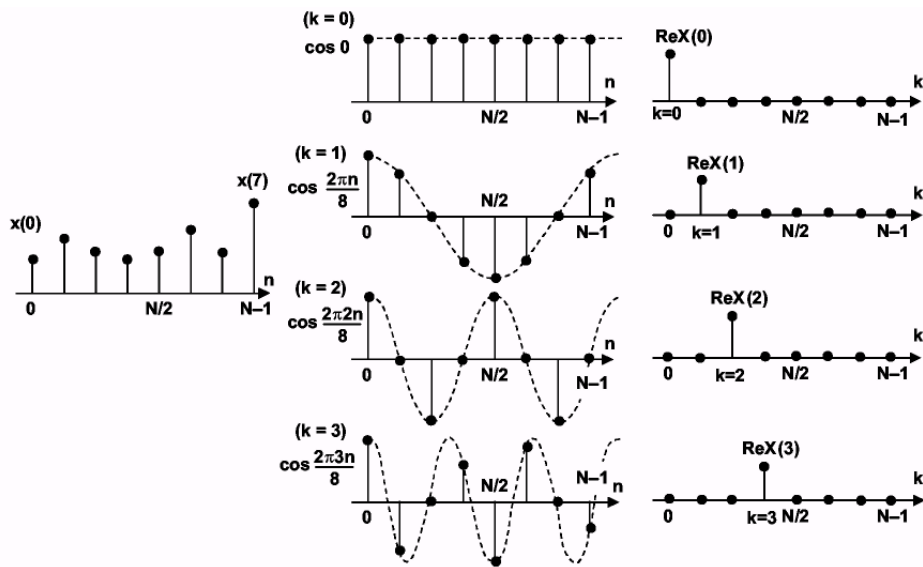 x(0)
x(7)
n
0 N/2 N–1
(k = 0)
cos 0
n
0 N/2 N–1
ReX(0)
k
k=0 N/2 N–1
(k = 1)
cos 2πn/8
N/2
n
0 N–1
ReX(1)
k
0 k=1 N/2 N–1
(k = 2)
cos 2π2n/8
n
0 N/2 N–1
ReX(2)
k
0 k=2 N/2 N–1
(k = 3)
cos 2π3n/8
N–1
N/2
n
0
ReX(3)
k
0 k=3 N/2 N–1